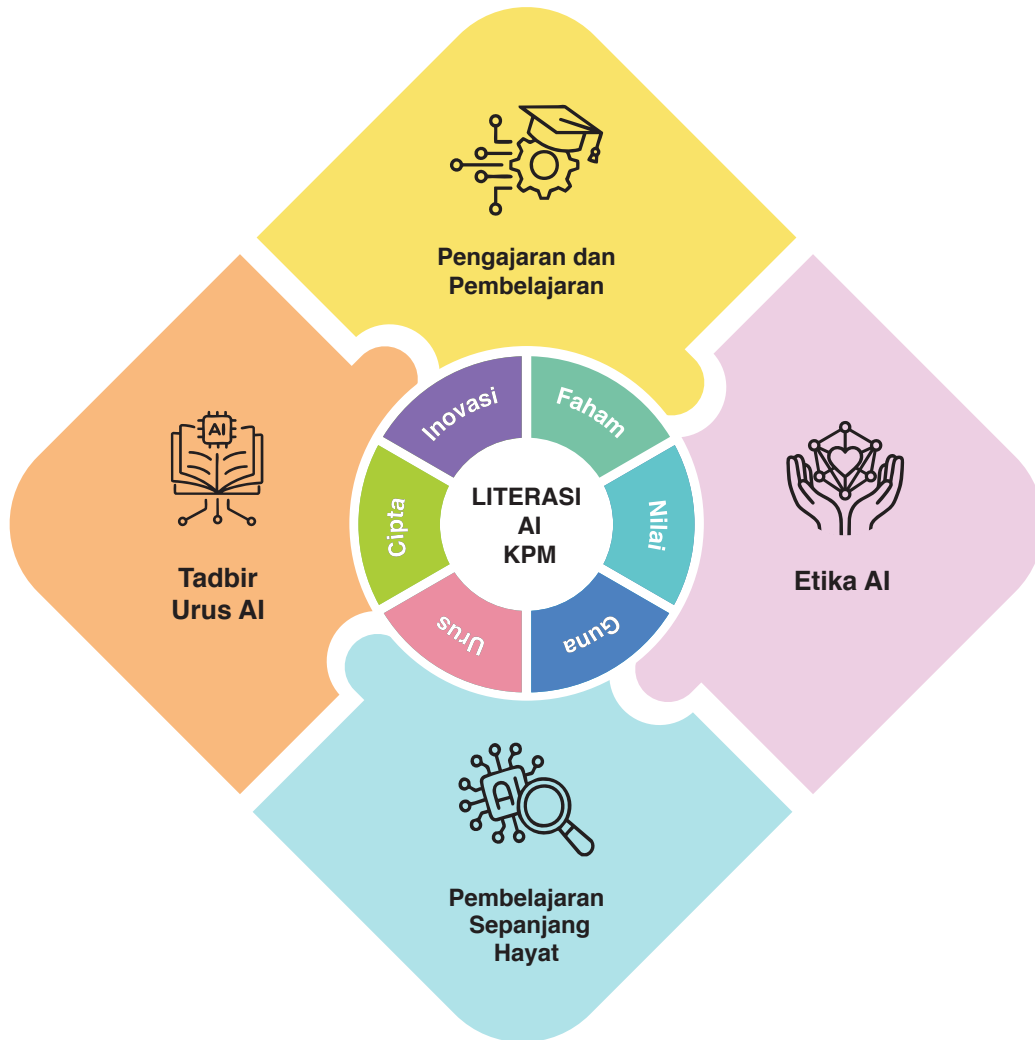 Pengajaran dan
Pembelajaran
Inovasi
Faham
Cipta
LITERASI
AI
KPM
Nilai
Urus
Guna
AI
Tadbir
Urus AI
Etika AI
AI
Pembelajaran
Sepanjang
Hayat